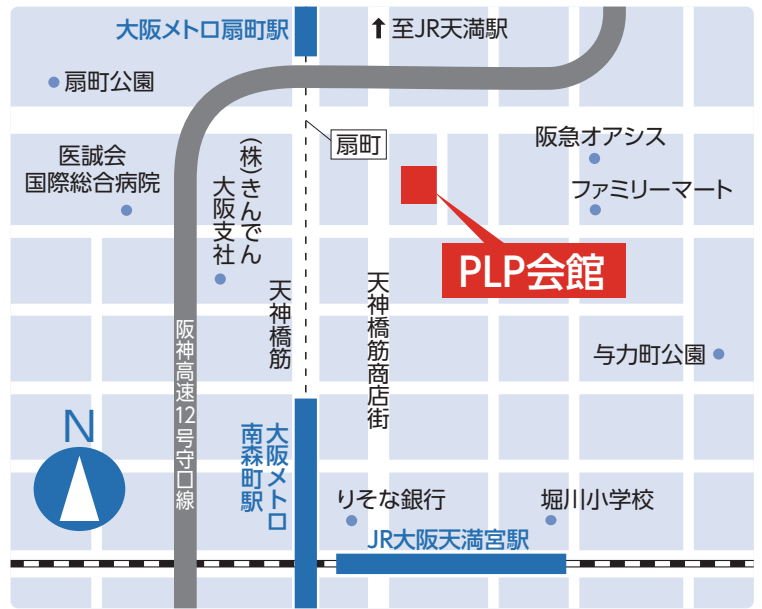 大阪メトロ扇町駅
↑至JR天満駅
扇町公園
扇町
阪急オアシス
医誠会
国際総合病院
(株)きんでん
大阪支社
ファミリーマート
PLP会館
天神橋筋
天神橋筋商店街
阪神高速12号守口線
与力町公園
N
大阪メトロ
南森町駅
りそな銀行
堀川小学校
JR大阪天満宮駅